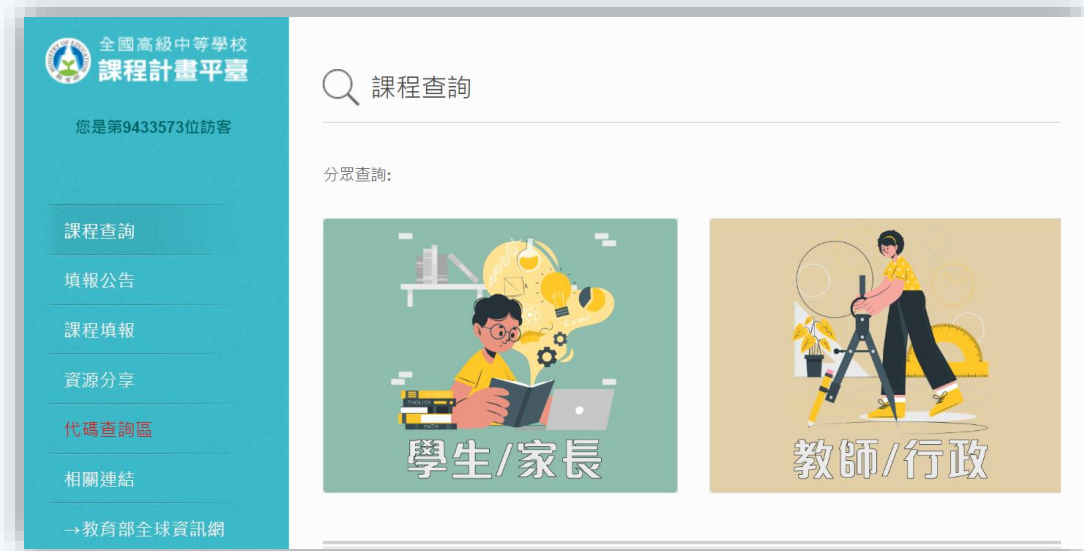 全國高級中等學校
課程計畫平臺
您是第9433573位訪客
課程查詢
填報公告
課程填報
資源分享
代碼查詢區
相關連結
→教育部全球資訊網
課程查詢
分眾查詢:
ENGLISH
MATH
學生/家長
教師/行政